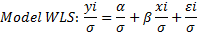 Model WLS: yi/σ = α/σ + β xi/σ + εi/σ